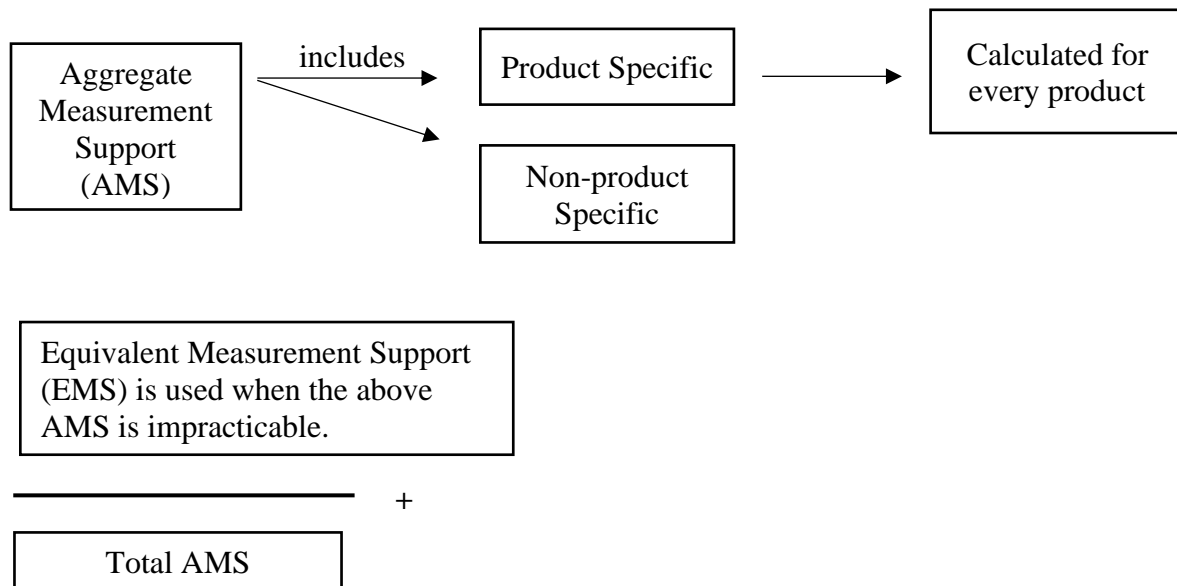 Aggregate
Measurement
Support
(AMS)
includes
Product Specific
Calculated for
every product
Non-product
Specific
Equivalent Measurement Support
(EMS) is used when the above
AMS is impracticable.
+
Total AMS